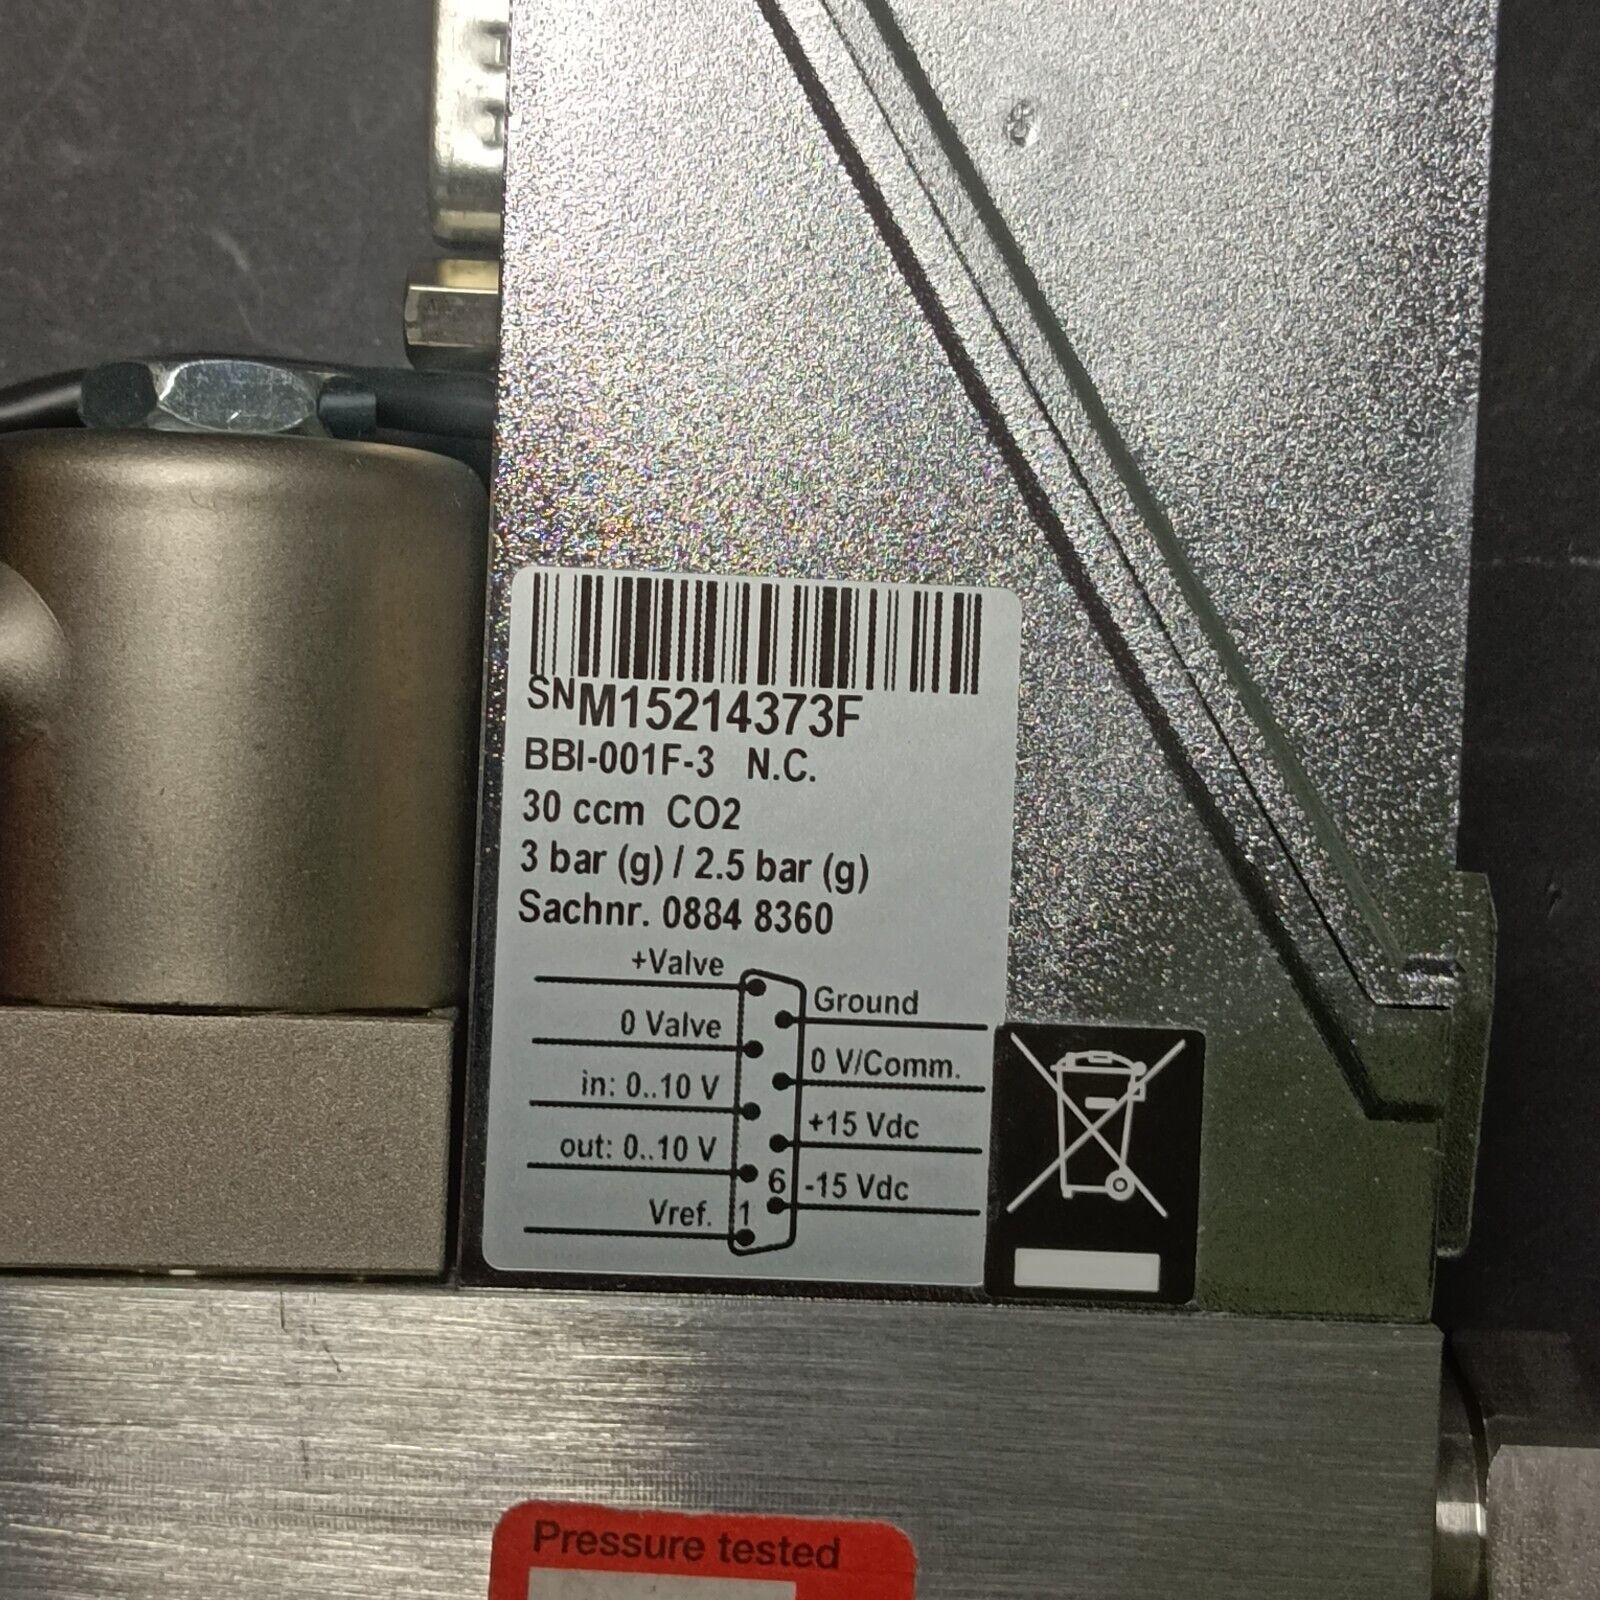 SNM15214373F
BBI-001F-3 N.C.
30 ccm CO2
3 bar (g) / 2.5 bar (g)
Sachnr. 0884 8360
+Valve
Ground
0 Valve
0 V/Comm.
in: 0..10 V
+15 Vdc
out: 0..10 V
6
-15 Vdc
Vref.
1
Pressure tested